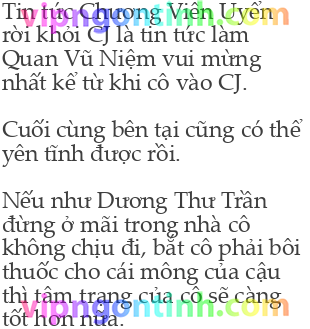 Tin tức Chương Viện Uyển
vipngontinh.com
rời khỏi CJ là tin tức làm
Quan Vũ Niệm vui mừng
nhất kể từ khi cô vào CJ.
Cuối cùng bên tại cũng có thể
yên tĩnh được rồi.
Nếu như Dương Thư Trần
đừng ở mãi trong nhà cô
không chịu đi, bắt cô phải bôi
thuốc cho cái mông của cậu
thì tâm trạng của cô sẽ càng
vipngontinh.com
tốt hơn nữa.